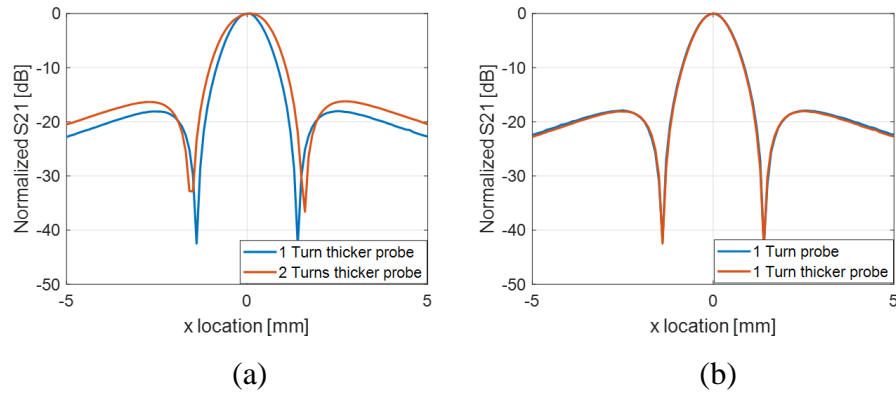 0
-10
-20
-30
-40
-50
Normalized S21 [dB]
1 Turn thicker probe
2 Turns thicker probe
-5
0
5
x location [mm]
(a)
0
-10
-20
-30
-40
-50
Normalized S21 [dB]
1 Turn probe
1 Turn thicker probe
-5
0
5
x location [mm]
(b)